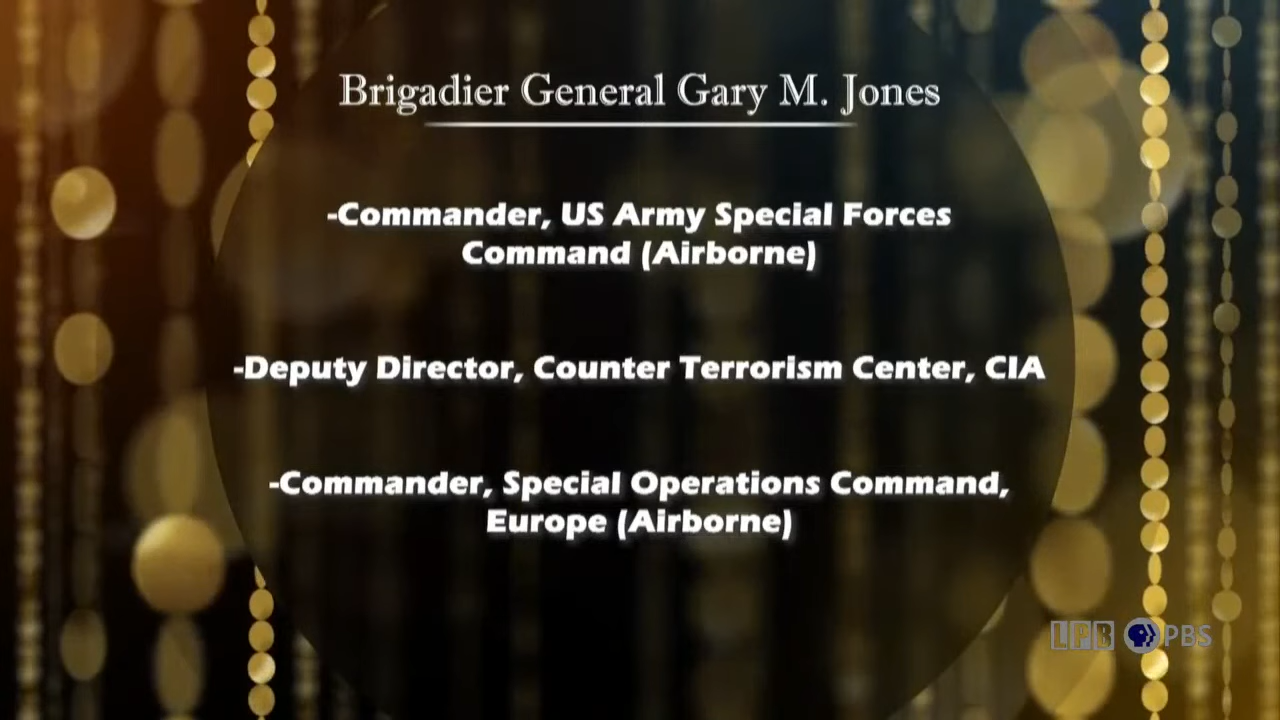 Brigadier General Gary M. Jones
-Commander, US Army Special Forces
Command (Airborne)
-Deputy Director, Counter Terrorism Center, CIA
-Commander, Special Operations Command,
Europe (Airborne)
LPB PBS